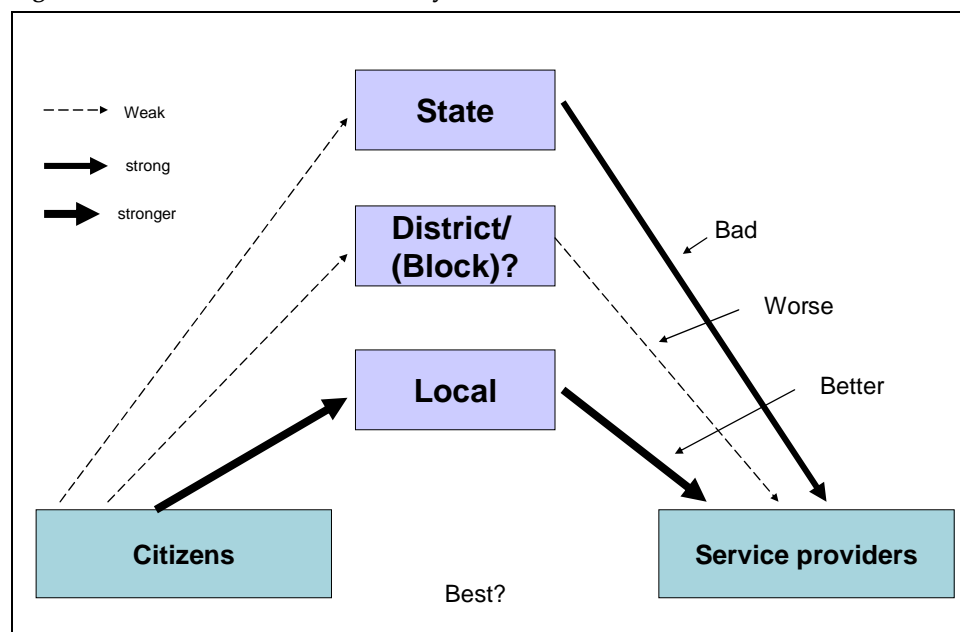 State
Weak
strong
stronger
District/
(Block)?
Bad
Worse
Local
Better
Citizens
Service providers
Best?